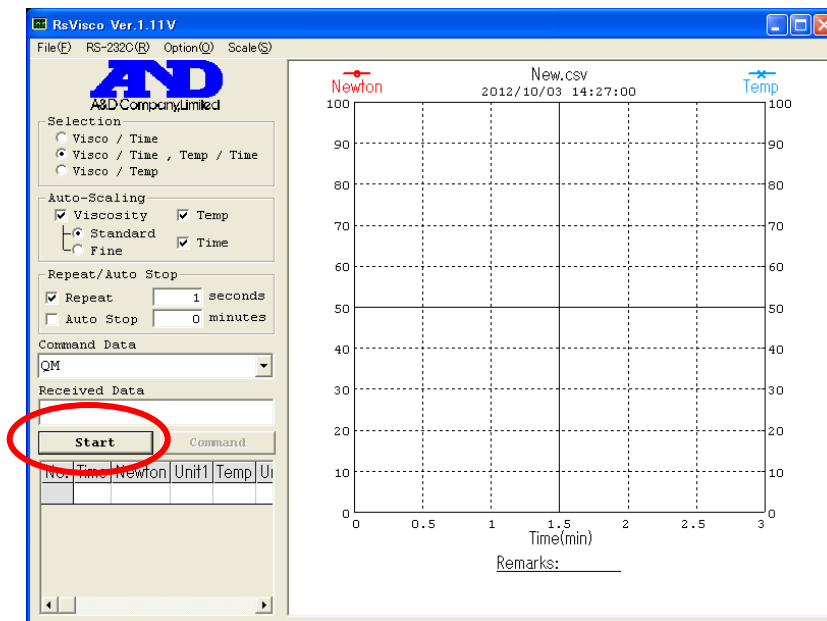 RsVisco Ver.1.11V
File(F) RS-232C(R) Option(O) Scale(S)
AND
A&D Company,Limited
Selection
Visco / Time
Visco / Time , Temp / Time
Visco / Temp
Auto-Scaling
Viscosity Temp
Standard
Time
Fine
Repeat/Auto Stop
Repeat 1 seconds
Auto Stop 0 minutes
Command Data
QM
Received Data
Start Command
No. Time Newton Unit1 Temp
New.csv
Newton 2012/10/03 14:27:00 Temp
100 100
90 90
80 80
70 70
60 60
50 50
40 40
30 30
20 20
10 10
0 0
0 0.5 1 1.5 2 2.5 3
Time(min)
Remarks: